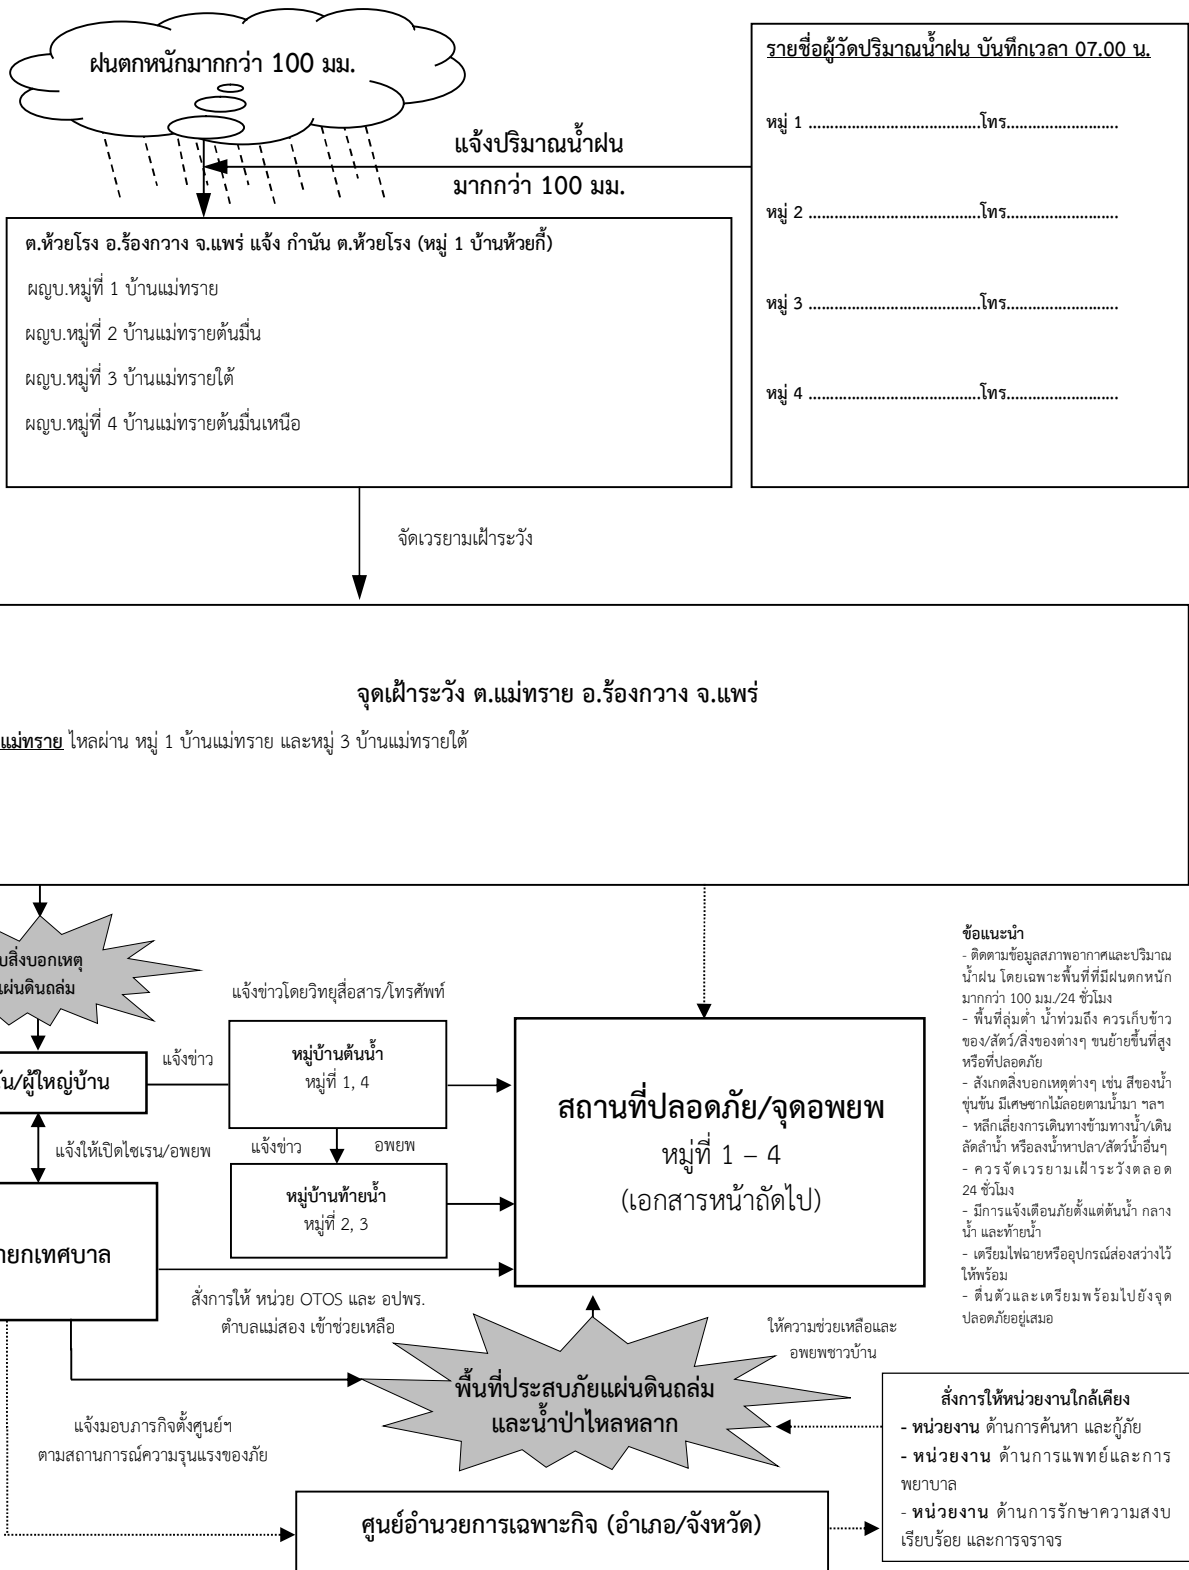 ฝนตกหนักมากกว่า 100 มม.
รายชื่อผู้วัดปริมาณน้ำฝน บันทึกเวลา 07.00 น.
หมู่ 1 ........................................โทร..........................
หมู่ 2 ........................................โทร..........................
หมู่ 3 ........................................โทร..........................
หมู่ 4 ........................................โทร..........................
แจ้งปริมาณน้ำฝน
มากกว่า 100 มม.
ต.ห้วยโรง อ.ร้องกวาง จ.แพร่ แจ้ง กำนัน ต.ห้วยโรง (หมู่ 1 บ้านห้วยกี้)
ผญบ.หมู่ที่ 1 บ้านแม่ทราย
ผญบ.หมู่ที่ 2 บ้านแม่ทรายต้นมื่น
ผญบ.หมู่ที่ 3 บ้านแม่ทรายใต้
ผญบ.หมู่ที่ 4 บ้านแม่ทรายต้นมื่นเหนือ
จัดเวรยามเฝ้าระวัง
จุดเฝ้าระวัง ต.แม่ทราย อ.ร้องกวาง จ.แพร่
แม่ทราย ไหลผ่าน หมู่ 1 บ้านแม่ทราย และหมู่ 3 บ้านแม่ทรายใต้
บสิ่งบอกเหตุ
แผ่นดินถล่ม
แจ้งข่าวโดยวิทยุสื่อสาร/โทรศัพท์
น/ผู้ใหญ่บ้าน
แจ้งข่าว
หมู่บ้านต้นน้ำ
หมู่ที่ 1, 4
แจ้งให้เปิดไซเรน/อพยพ
แจ้งข่าว
อพยพ
หมู่บ้านท้ายน้ำ
หมู่ที่ 2, 3
ายกเทศบาล
สถานที่ปลอดภัย/จุดอพยพ
หมู่ที่ 1 – 4
(เอกสารหน้าถัดไป)
ข้อแนะนำ
- ติดตามข้อมูลสภาพอากาศและปริมาณ
น้ำฝน โดยเฉพาะพื้นที่ที่มีฝนตกหนัก
มากกว่า 100 มม./24 ชั่วโมง
- พื้นที่ลุ่มต่ำ น้ำท่วมถึง ควรเก็บข้าว
ของ/สัตว์/สิ่งของต่างๆ ขนย้ายขึ้นที่สูง
หรือที่ปลอดภัย
- สังเกตสิ่งบอกเหตุต่างๆ เช่น สีของน้ำ
ขุ่นข้น มีเศษซากไม้ลอยตามน้ำมา ฯลฯ
- หลีกเลี่ยงการเดินทางข้ามทางน้ำ/เดิน
ลัดลำน้ำ หรือลงน้ำหาปลา/สัตว์น้ำอื่นๆ
- ควรจัดเวรยามเฝ้าระวังตลอด
24 ชั่วโมง
- มีการแจ้งเตือนภัยตั้งแต่ต้นน้ำ กลาง
น้ำ และท้ายน้ำ
- เตรียมไฟฉายหรืออุปกรณ์ส่องสว่างไว้
ให้พร้อม
- ตื่นตัวและเตรียมพร้อมไปยังจุด
ปลอดภัยอยู่เสมอ
สั่งการให้ หน่วย OTOS และ อปพร.
ตำบลแม่สอง เข้าช่วยเหลือ
ให้ความช่วยเหลือและ
อพยพชาวบ้าน
พื้นที่ประสบภัยแผ่นดินถล่ม
และน้ำป่าไหลหลาก
แจ้งมอบภารกิจตั้งศูนย์ฯ
ตามสถานการณ์ความรุนแรงของภัย
สั่งการให้หน่วยงานใกล้เคียง
- หน่วยงาน ด้านการค้นหา และกู้ภัย
- หน่วยงาน ด้านการแพทย์และการ
พยาบาล
- หน่วยงาน ด้านการรักษาความสงบ
เรียบร้อย และการจราจร
ศูนย์อำนวยการเฉพาะกิจ (อำเภอ/จังหวัด)